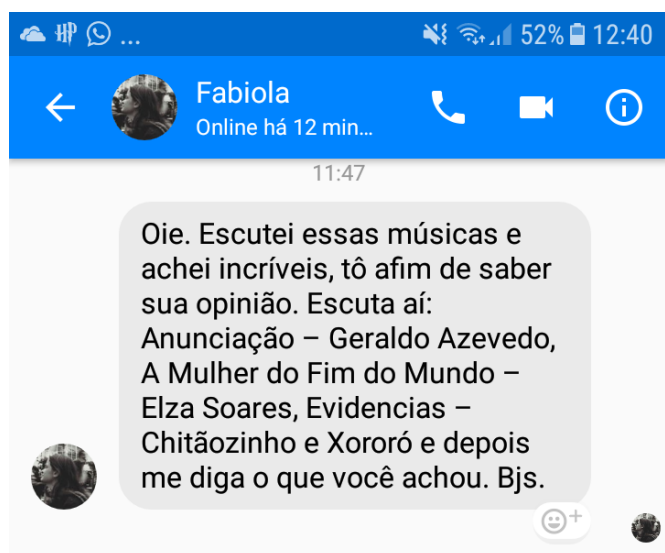 HP ... 52% 12:40
Fabiola
Online há 12 min...
11:47
Oie. Escutei essas músicas e
achei incríveis, tô afim de saber
sua opinião. Escuta aí:
Anunciação – Geraldo Azevedo,
A Mulher do Fim do Mundo –
Elza Soares, Evidencias –
Chitãozinho e Xororó e depois
me diga o que você achou. Bjs.